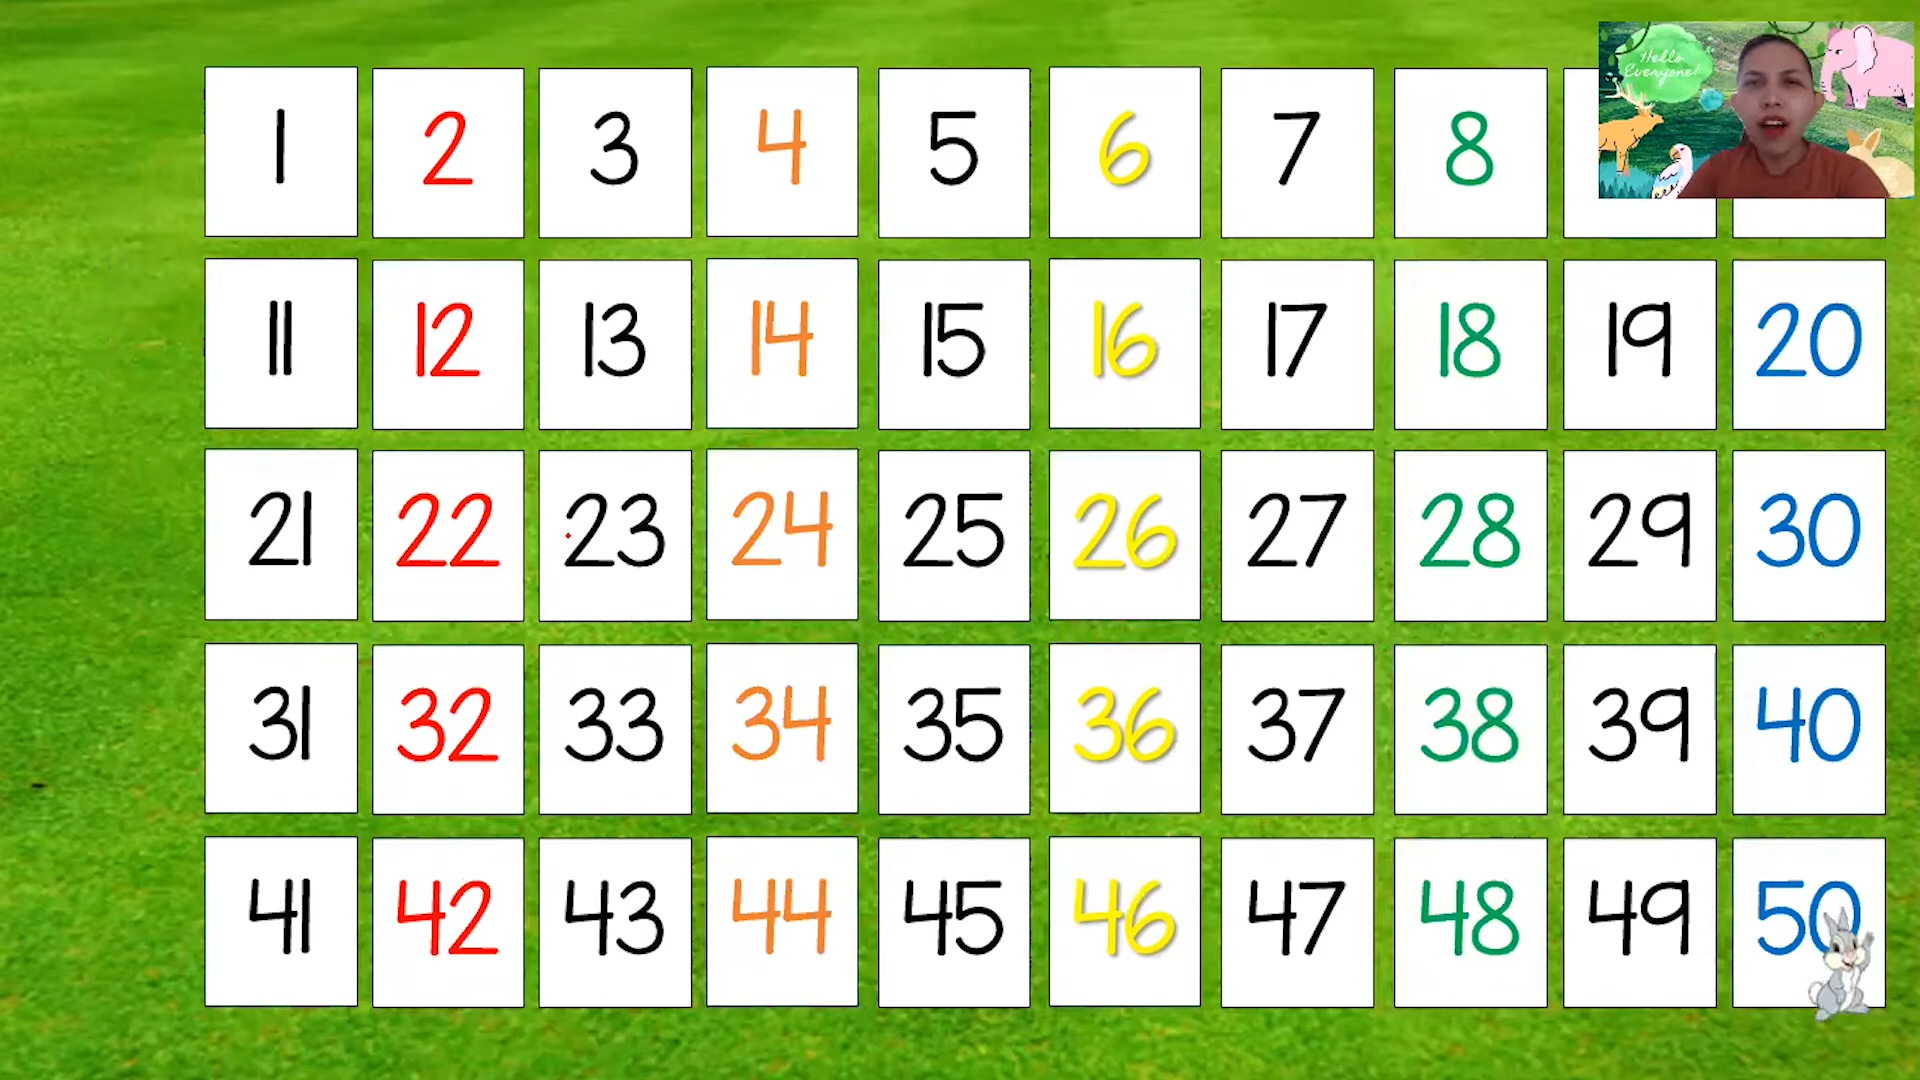 Hello
Everyone!
1 2 3 4 5 6 7 8
11 12 13 14 15 16 17 18 19 20
21 22 23 24 25 26 27 28 29 30
31 32 33 34 35 36 37 38 39 40
41 42 43 44 45 46 47 48 49 50